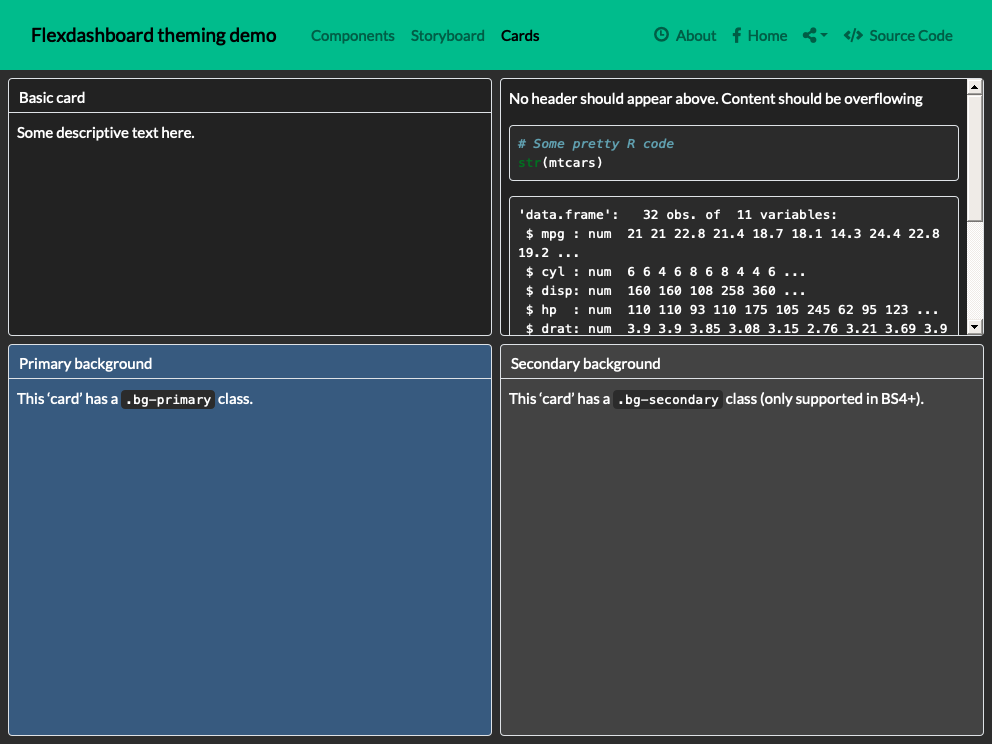 Flexdashboard theming demo Components Storyboard Cards About Home Source Code
Basic card
Some descriptive text here.
No header should appear above. Content should be overflowing
# Some pretty R code
str(mtcars)
'data.frame':   32 obs. of  11 variables:
 $ mpg : num  21 21 22.8 21.4 18.7 18.1 14.3 24.4 22.8
19.2 ...
 $ cyl : num  6 6 4 6 8 6 8 4 4 6 ...
 $ disp: num  160 160 108 258 360 ...
 $ hp  : num  110 110 93 110 175 105 245 62 95 123 ...
 $ drat: num  3.9 3.9 3.85 3.08 3.15 2.76 3.21 3.69 3.9
Primary background
This ‘card’ has a .bg-primary class.
Secondary background
This ‘card’ has a .bg-secondary class (only supported in BS4+).